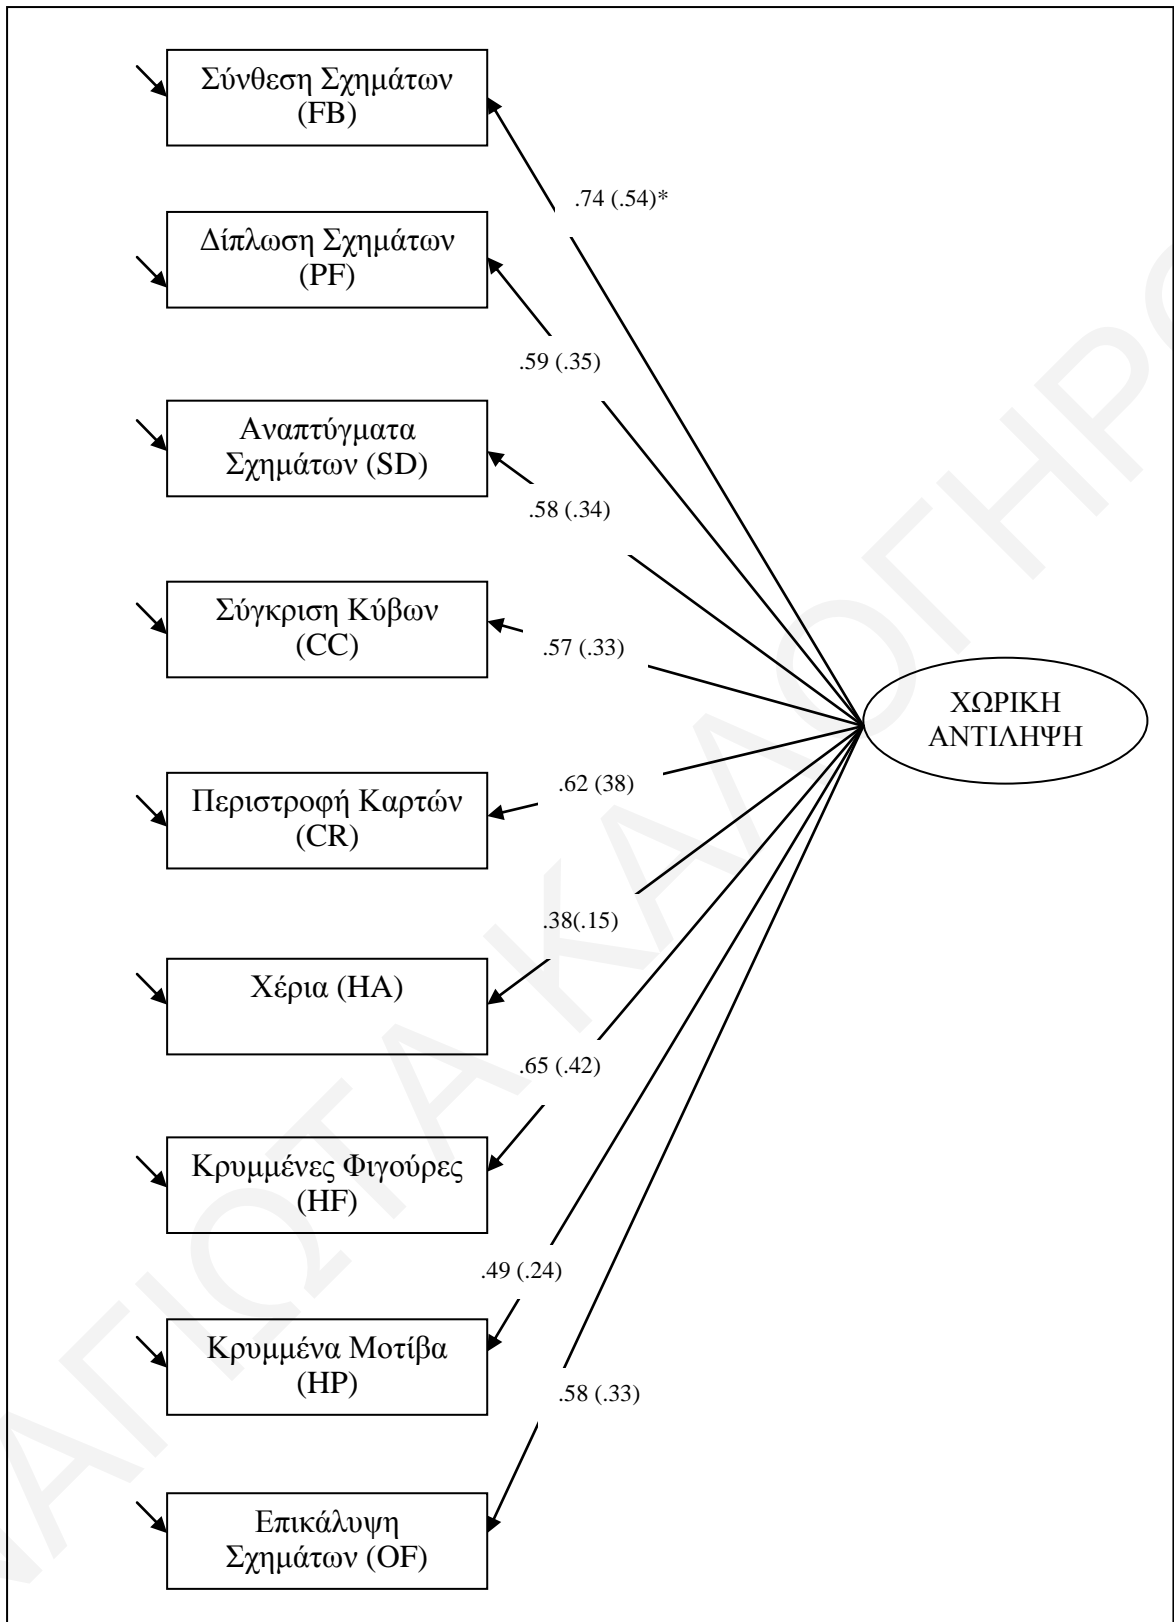 Σύνθεση Σχημάτων
(FB)
.74 (.54)*
Δίπλωση Σχημάτων
(PF)
.59 (.35)
Αναπτύγματα
Σχημάτων (SD)
.58 (.34)
Σύγκριση Κύβων
(CC)
.57 (.33)
ΧΩΡΙΚΗ
ΑΝΤΙΛΗΨΗ
Περιστροφή Καρτών
(CR)
.62 (38)
.38(.15)
Χέρια (HA)
.65 (.42)
Κρυμμένες Φιγούρες
(HF)
.49 (.24)
Κρυμμένα Μοτίβα
(HP)
.58 (.33)
Επικάλυψη
Σχημάτων (OF)
ΝΑΓΙΩΤΑ ΚΑΛΟΓΗΡΟ